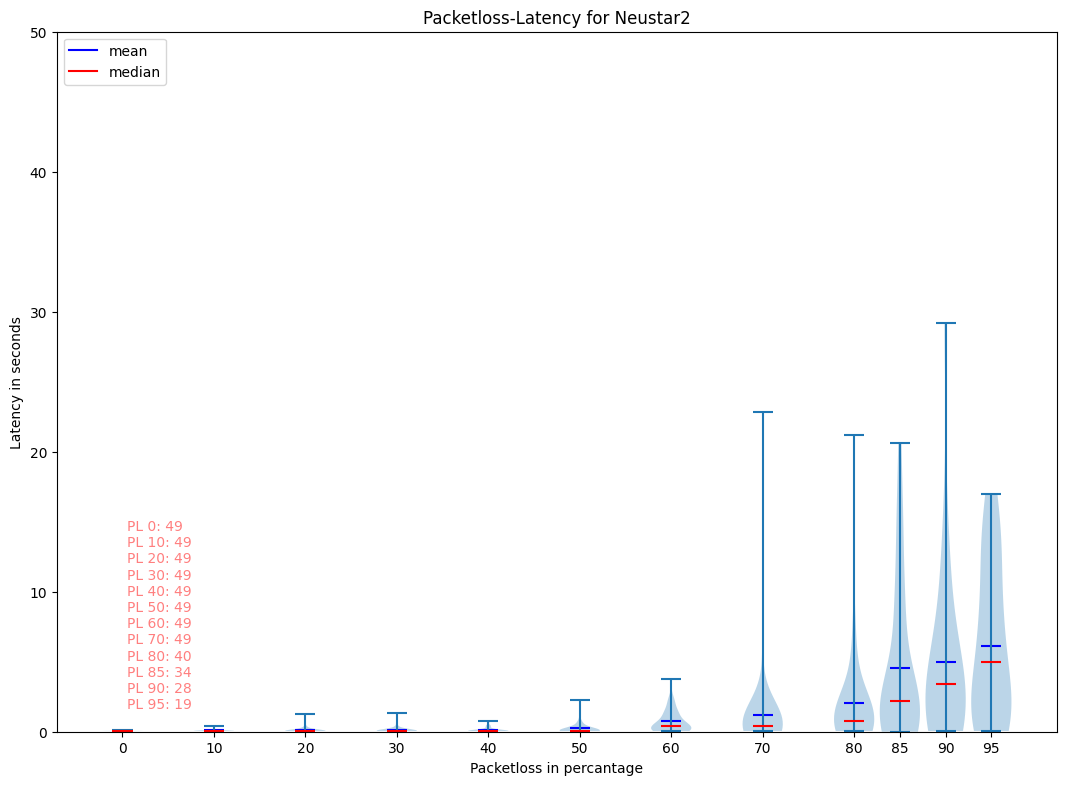 Packetloss-Latency for Neustar2
mean
median
50
40
30
20
10
0
Latency in seconds
PL 0: 49
PL 10: 49
PL 20: 49
PL 30: 49
PL 40: 49
PL 50: 49
PL 60: 49
PL 70: 49
PL 80: 40
PL 85: 34
PL 90: 28
PL 95: 19
0 10 20 30 40 50 60 70 80 85 90 95
Packetloss in percantage